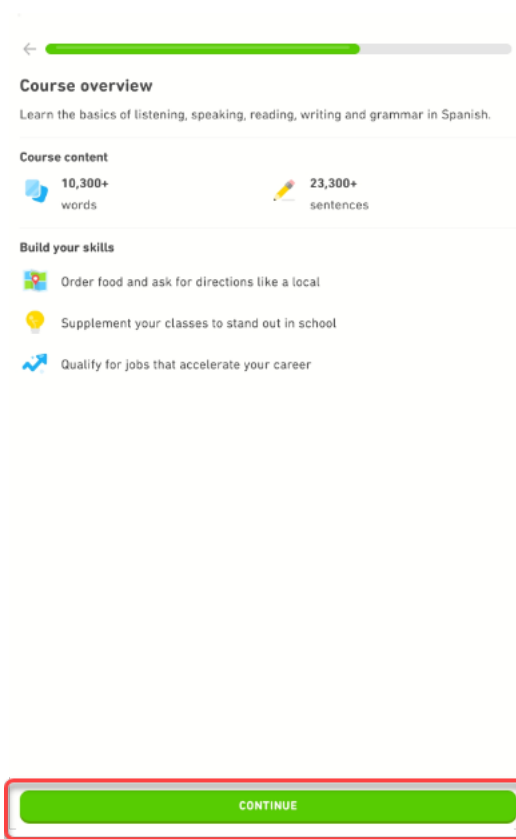 Course overview
Learn the basics of listening, speaking, reading, writing and grammar in Spanish.
Course content
10,300+
words
23,300+
sentences
Build your skills
Order food and ask for directions like a local
Supplement your classes to stand out in school
Qualify for jobs that accelerate your career
CONTINUE